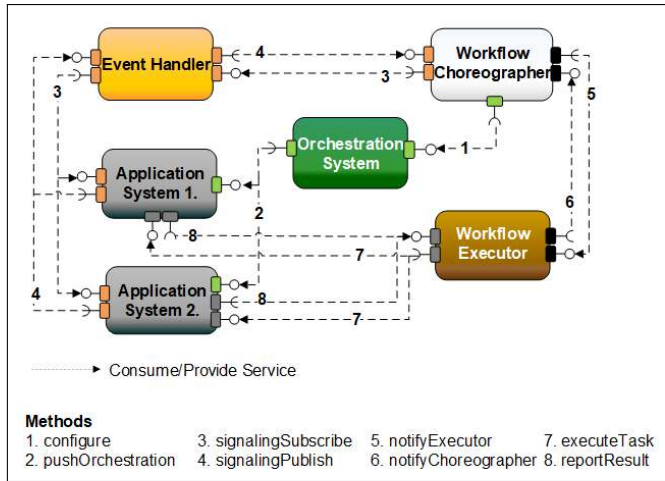 Event Handler
4
3
Workflow
Choreographer
3
5
Orchestration
System
1
Application
System 1.
2
6
8
7
Workflow
Executor
Application
System 2.
4
8
7
Consume/Provide Service
Methods
1. configure 3. signalingSubscribe 5. notifyExecutor 7. executeTask
2. pushOrchestration 4. signalingPublish 6. notifyChoreographer 8. reportResult